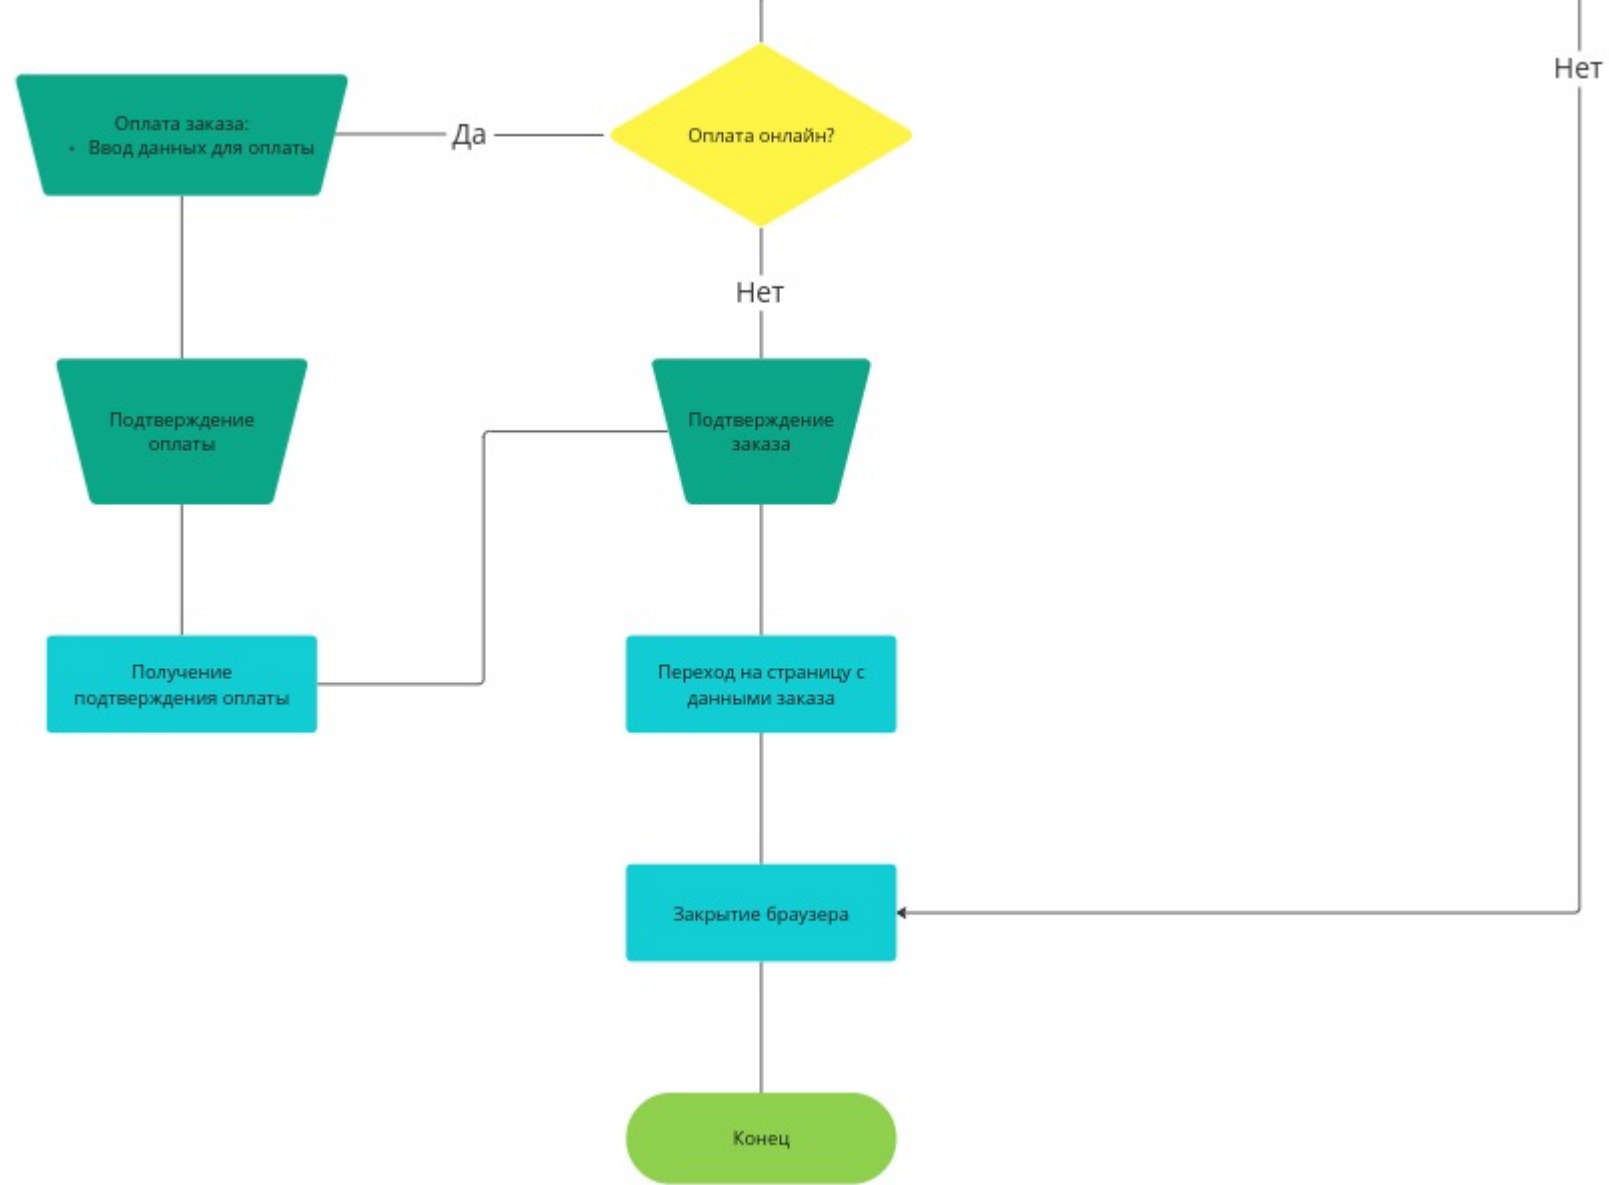 Нет
Оплата заказа:
• Ввод данных для оплаты
Да
Оплата онлайн?
Нет
Подтверждение
оплаты
Подтверждение
заказа
Получение
подтверждения оплаты
Переход на страницу с
данными заказа
Закрытие браузера
Конец